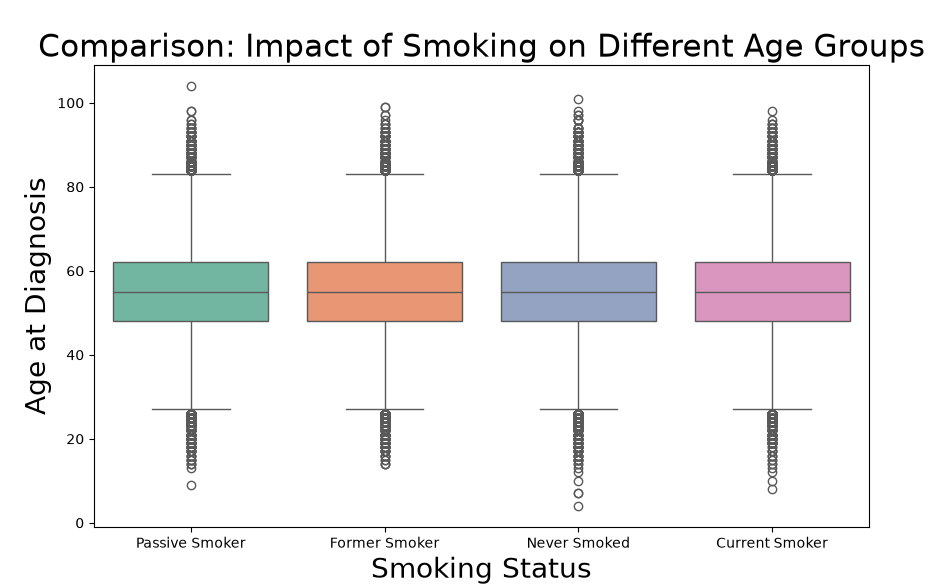 Comparison: Impact of Smoking on Different Age Groups
Age at Diagnosis
100
80
60
40
20
0
Passive Smoker
Former Smoker
Never Smoked
Current Smoker
Smoking Status